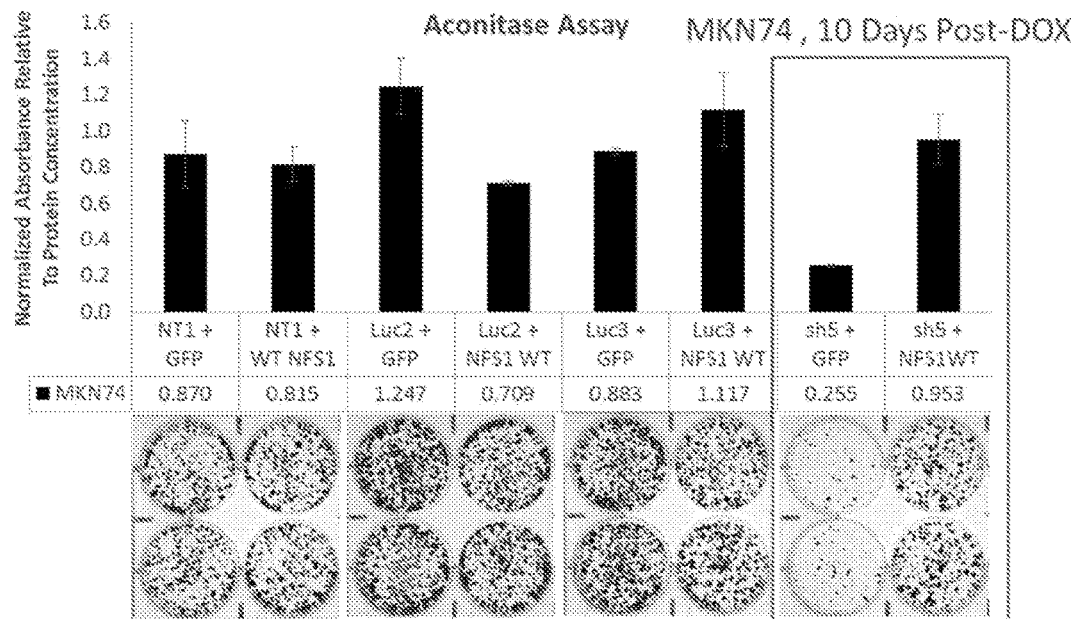 Aconitase Assay
MKN74 , 10 Days Post-DOX
Normalized Absorbance Relative
To Protein Concentration
1.6
1.4
1.2
1.0
0.8
0.6
0.4
0.2
0.0
NT1 + GFP
NT1 + WT NFS1
Luc2 + GFP
Luc2 + NFS1 WT
Luc3 + GFP
Luc3 + NFS1 WT
sh5 + GFP
sh5 + NFS1WT
MKN74 0.870 0.815 1.247 0.709 0.883 1.117 0.255 0.953